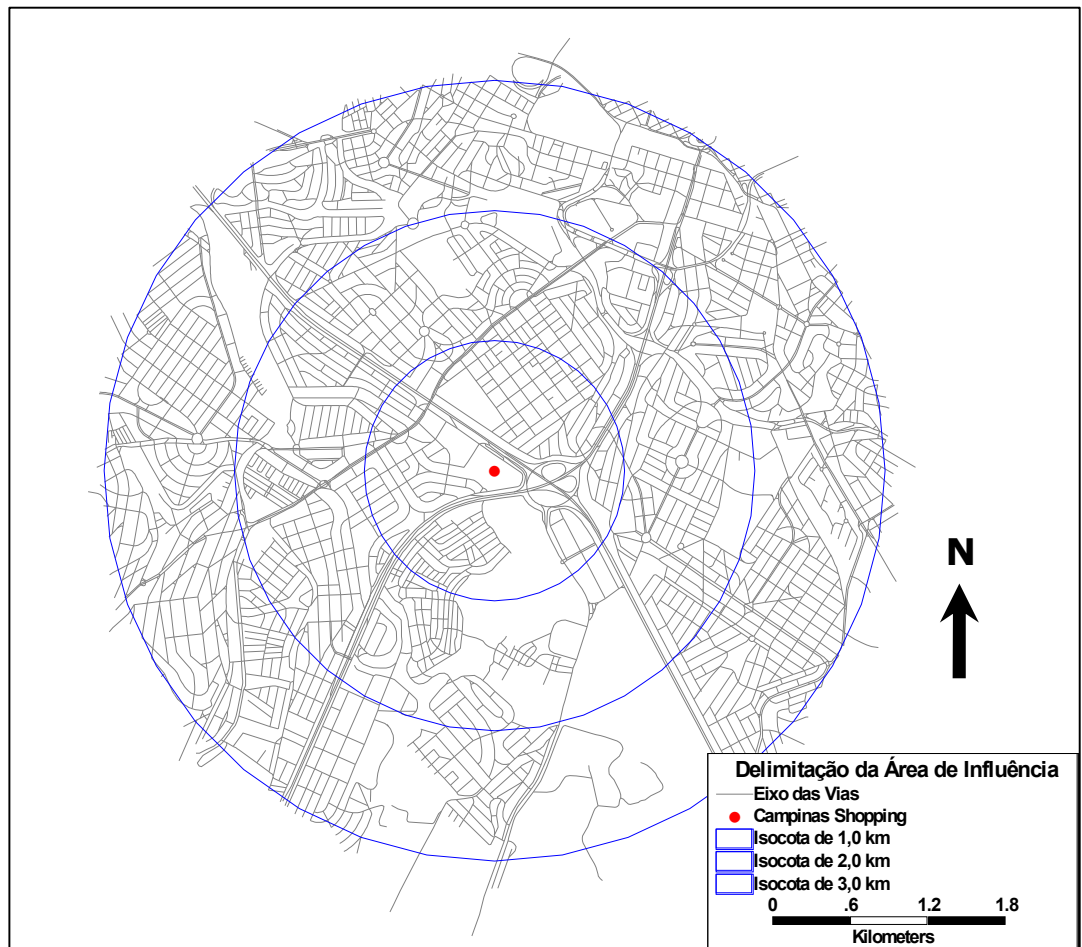 N
Delimitação da Área de Influência
Eixo das Vias
Campinas Shopping
Isocota de 1,0 km
Isocota de 2,0 km
Isocota de 3,0 km
0 .6 1.2 1.8
Kilometers